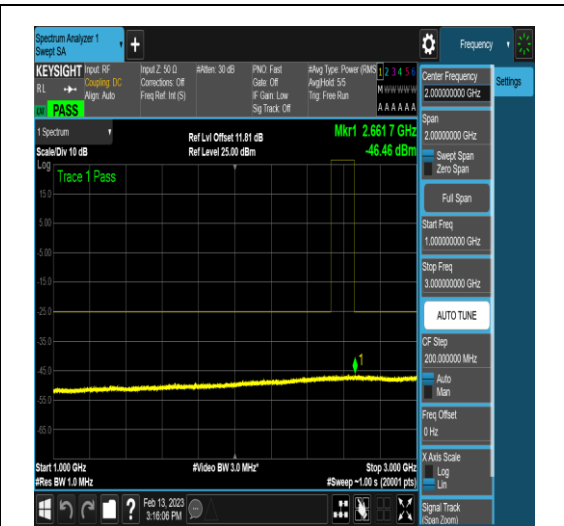 Spectrum Analyzer 1
Swept SA
+
Frequency
KEYSIGHT
RL
PASS
Input: RF
Coupling: DC
Align: Auto
Input Z: 50 Ω
Corrections: Off
Freq Ref: Int (S)
#Atten: 30 dB
PNO: Fast
Gate: Off
IF Gain: Low
Sig Track: Off
#Avg Type: Power (RMS
Avg|Hold: 5/5
Trig: Free Run
1 2 3 4 5 6
M W W W W W
A A A A A A
1 Spectrum
Scale/Div 10 dB
Ref Lvl Offset 11.81 dB
Ref Level 25.00 dBm
Mkr1 2.661 7 GHz
-46.46 dBm
Log
Trace 1 Pass
15.0
5.00
-5.00
-15.0
-25.0
-35.0
-45.0
-55.0
-65.0
1
Start 1.000 GHz
#Res BW 1.0 MHz
#Video BW 3.0 MHz*
Stop 3.000 GHz
#Sweep ~1.00 s (20001 pts)
Center Frequency
2.000000000 GHz
Settings
Span
2.00000000 GHz
Swept Span
Zero Span
Full Span
Start Freq
1.000000000 GHz
Stop Freq
3.000000000 GHz
AUTO TUNE
CF Step
200.000000 MHz
Auto
Man
Freq Offset
0 Hz
X Axis Scale
Log
Lin
Signal Track
(Span Zoom)
?
Feb 13, 2023
3:16:06 PM